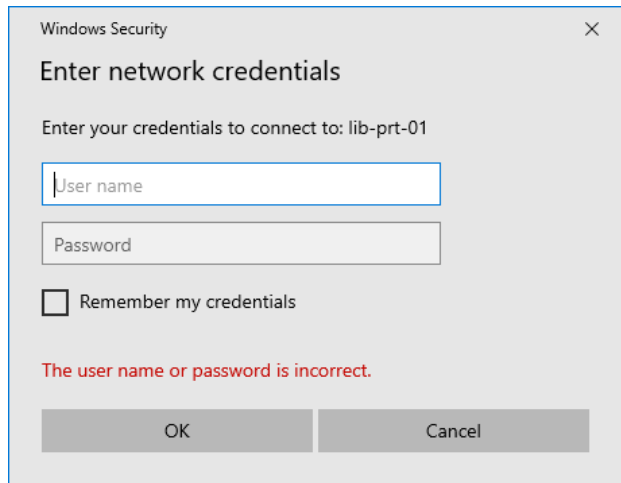 Windows Security
Enter network credentials
Enter your credentials to connect to: lib-prt-01
User name
Password
Remember my credentials
The user name or password is incorrect.
OK Cancel